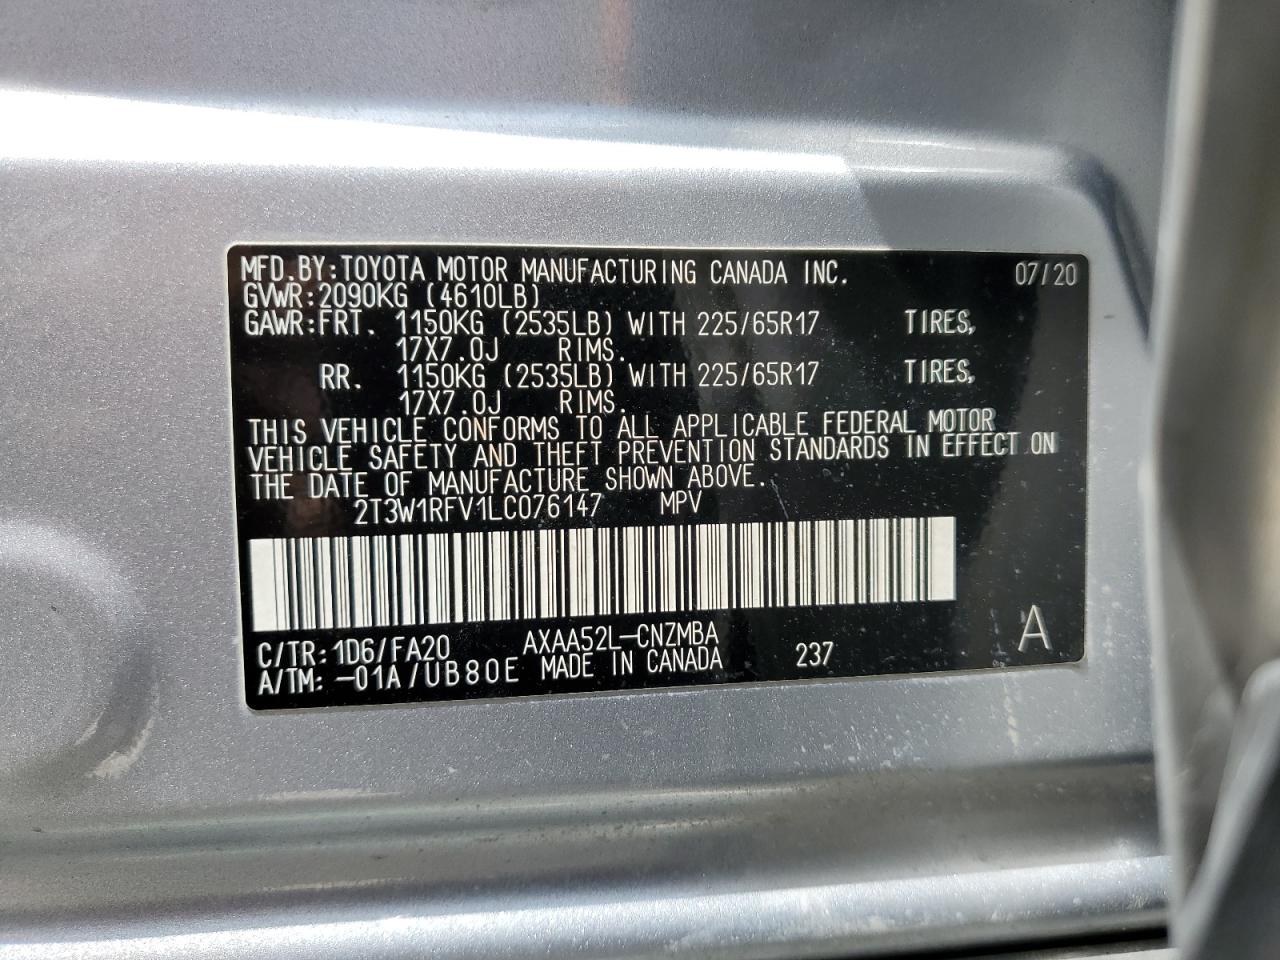 MFD.BY:TOYOTA MOTOR MANUFACTURING CANADA INC. 07/20
GVWR:2090KG (4610LB)
GAWR:FRT. 1150KG (2535LB) WITH 225/65R17 TIRES,
17X7.0J RIMS.
RR. 1150KG (2535LB) WITH 225/65R17 TIRES,
17X7.0J RIMS.
THIS VEHICLE CONFORMS TO ALL APPLICABLE FEDERAL MOTOR
VEHICLE SAFETY AND THEFT PREVENTION STANDARDS IN EFFECT ON
THE DATE OF MANUFACTURE SHOWN ABOVE.
2T3W1RFV1LC076147 MPV
C/TR:1D6/FA20 AXAA52L-CNZMBA A
A/TM:-01A/UB80E MADE IN CANADA 237